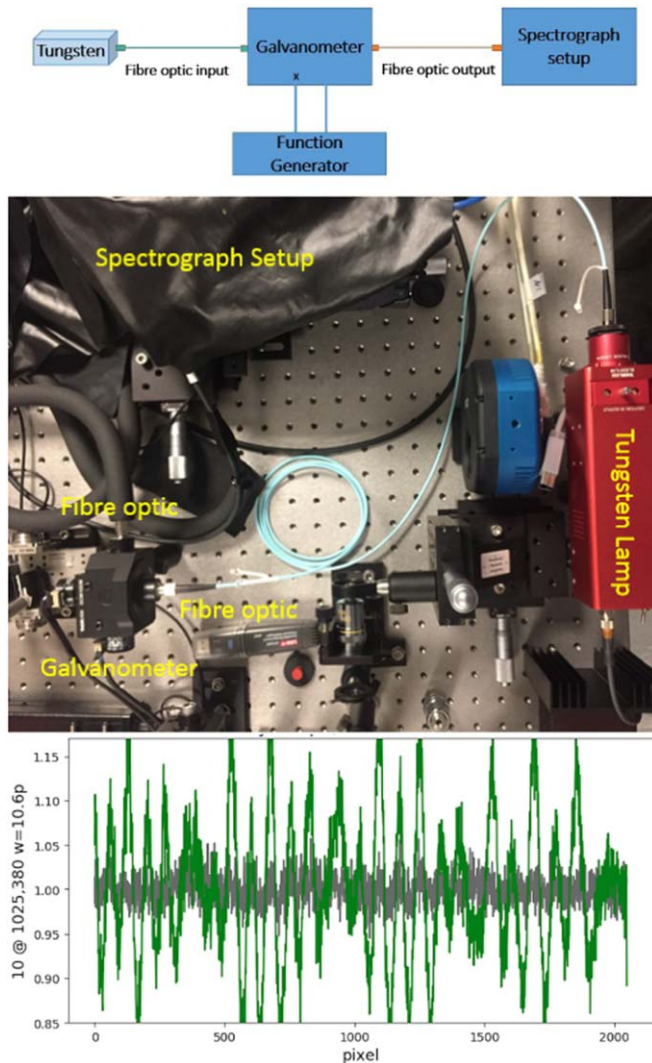 Tungsten
Fibre optic input
Galvanometer
x
Fibre optic output
Spectrograph
setup
Function
Generator
Spectrograph Setup
Fibre optic
Fibre optic
Galvanometer
Tungsten Lamp
1.15
1.10
1.05
1.00
0.95
0.90
0.85
10 @ 1025,380 w=10.6p
0
500
1000
1500
2000
pixel